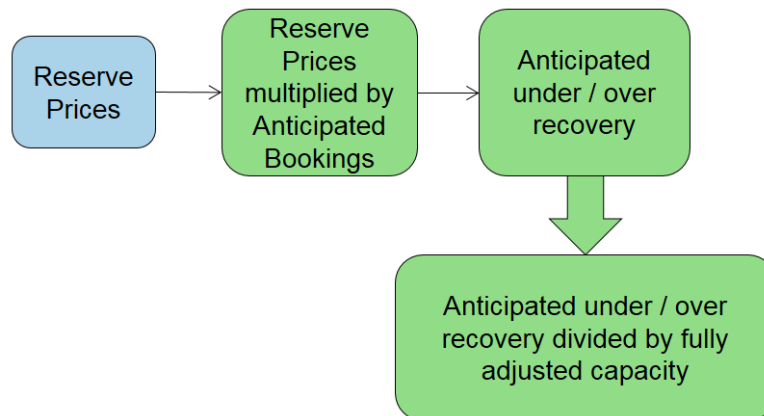 Reserve
Prices
Reserve
Prices
multiplied by
Anticipated
Bookings
Anticipated
under / over
recovery
Anticipated under / over
recovery divided by fully
adjusted capacity